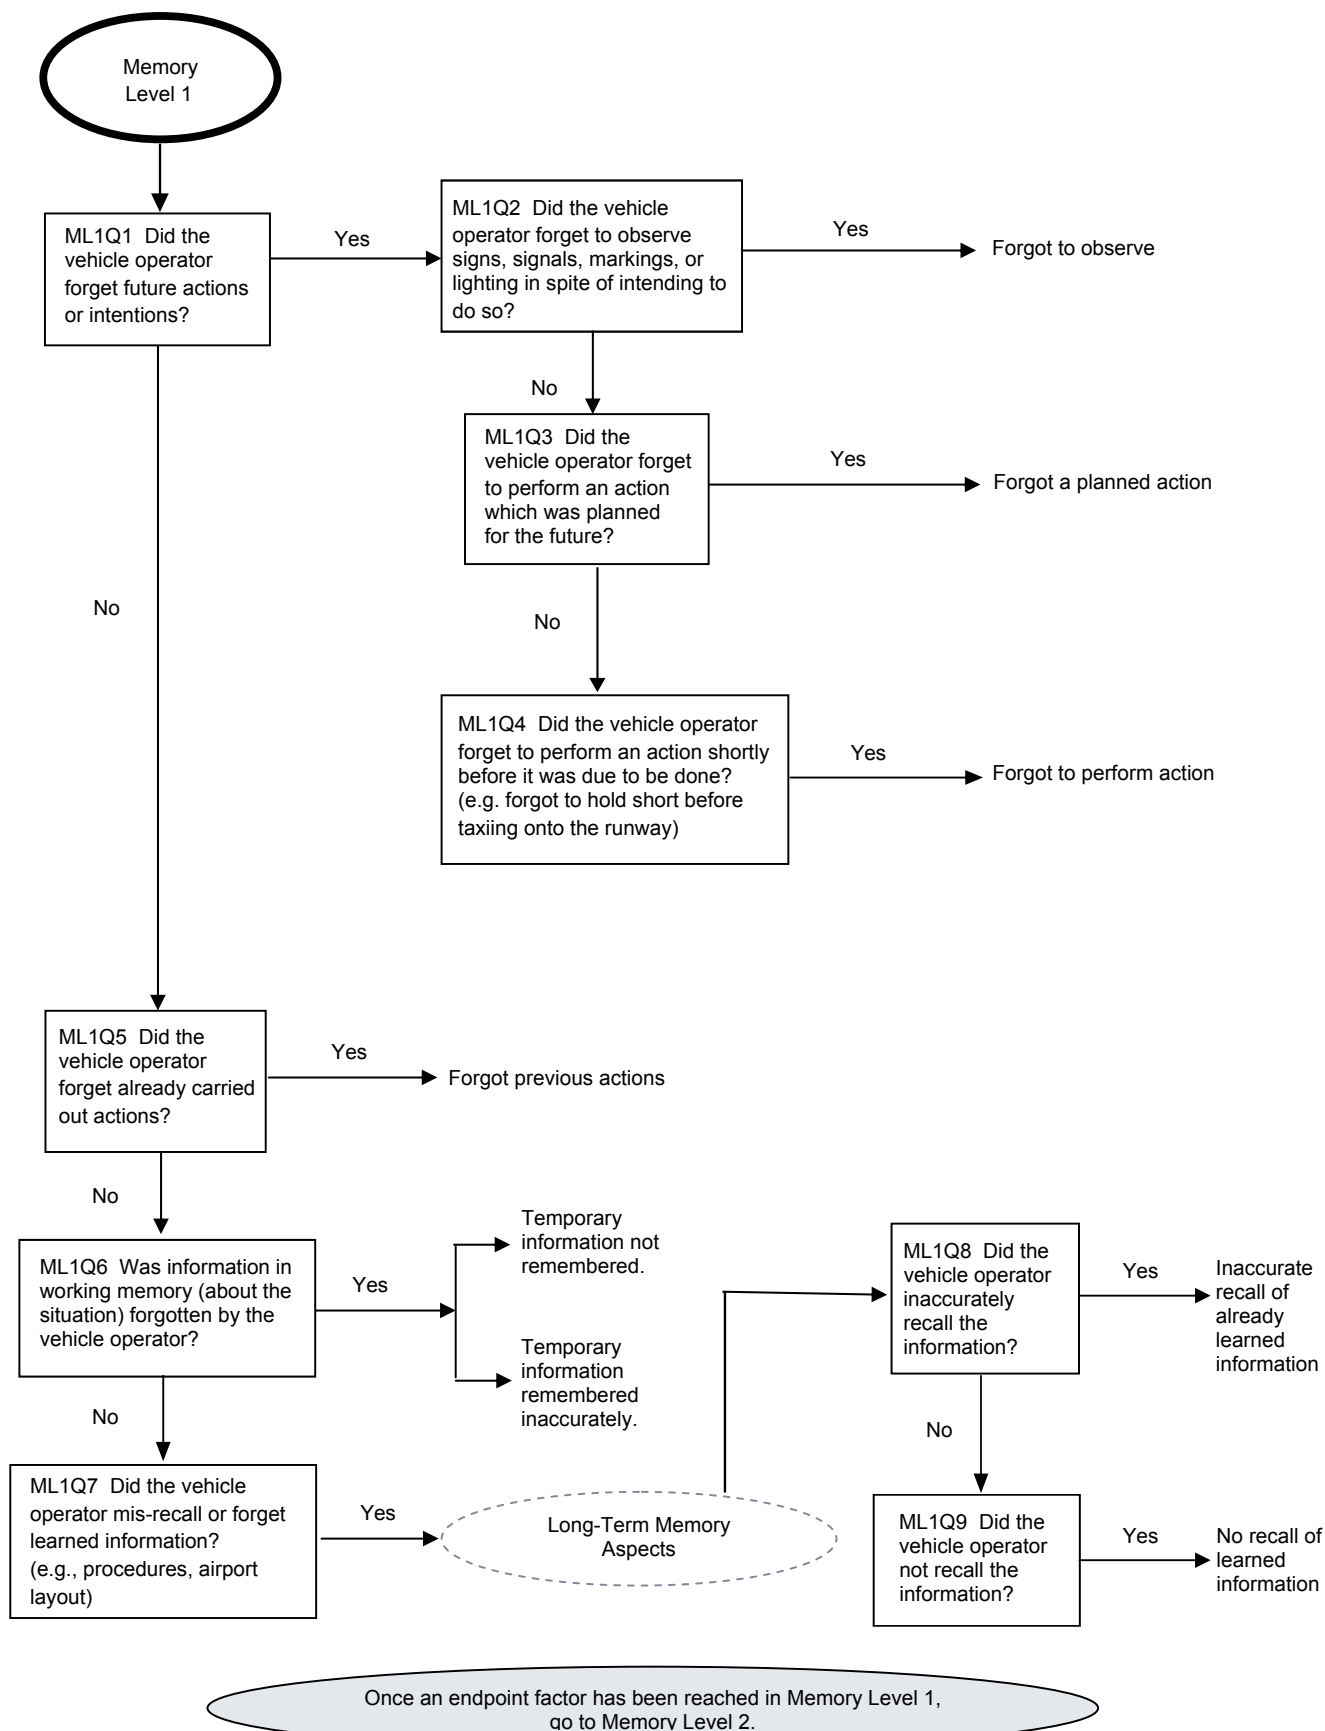 Memory
Level 1
ML1Q1 Did the
vehicle operator
forget future actions
or intentions?
Yes
ML1Q2 Did the vehicle
operator forget to observe
signs, signals, markings, or
lighting in spite of intending to
do so?
Yes
Forgot to observe
No
ML1Q3 Did the
vehicle operator forget
to perform an action
which was planned
for the future?
Yes
Forgot a planned action
No
No
ML1Q4 Did the vehicle operator
forget to perform an action shortly
before it was due to be done?
(e.g. forgot to hold short before
taxiing onto the runway)
Yes
Forgot to perform action
ML1Q5 Did the
vehicle operator
forget already carried
out actions?
Yes
Forgot previous actions
No
ML1Q6 Was information in
working memory (about the
situation) forgotten by the
vehicle operator?
Yes
Temporary
information not
remembered.
Temporary
information
remembered
inaccurately.
No
ML1Q7 Did the vehicle
operator mis-recall or forget
learned information?
(e.g., procedures, airport
layout)
Yes
Long-Term Memory
Aspects
ML1Q8 Did the
vehicle operator
inaccurately
recall the
information?
Yes
Inaccurate
recall of
already
learned
information
No
ML1Q9 Did the
vehicle operator
not recall the
information?
Yes
No recall of
learned
information
Once an endpoint factor has been reached in Memory Level 1,
go to Memory Level 2.